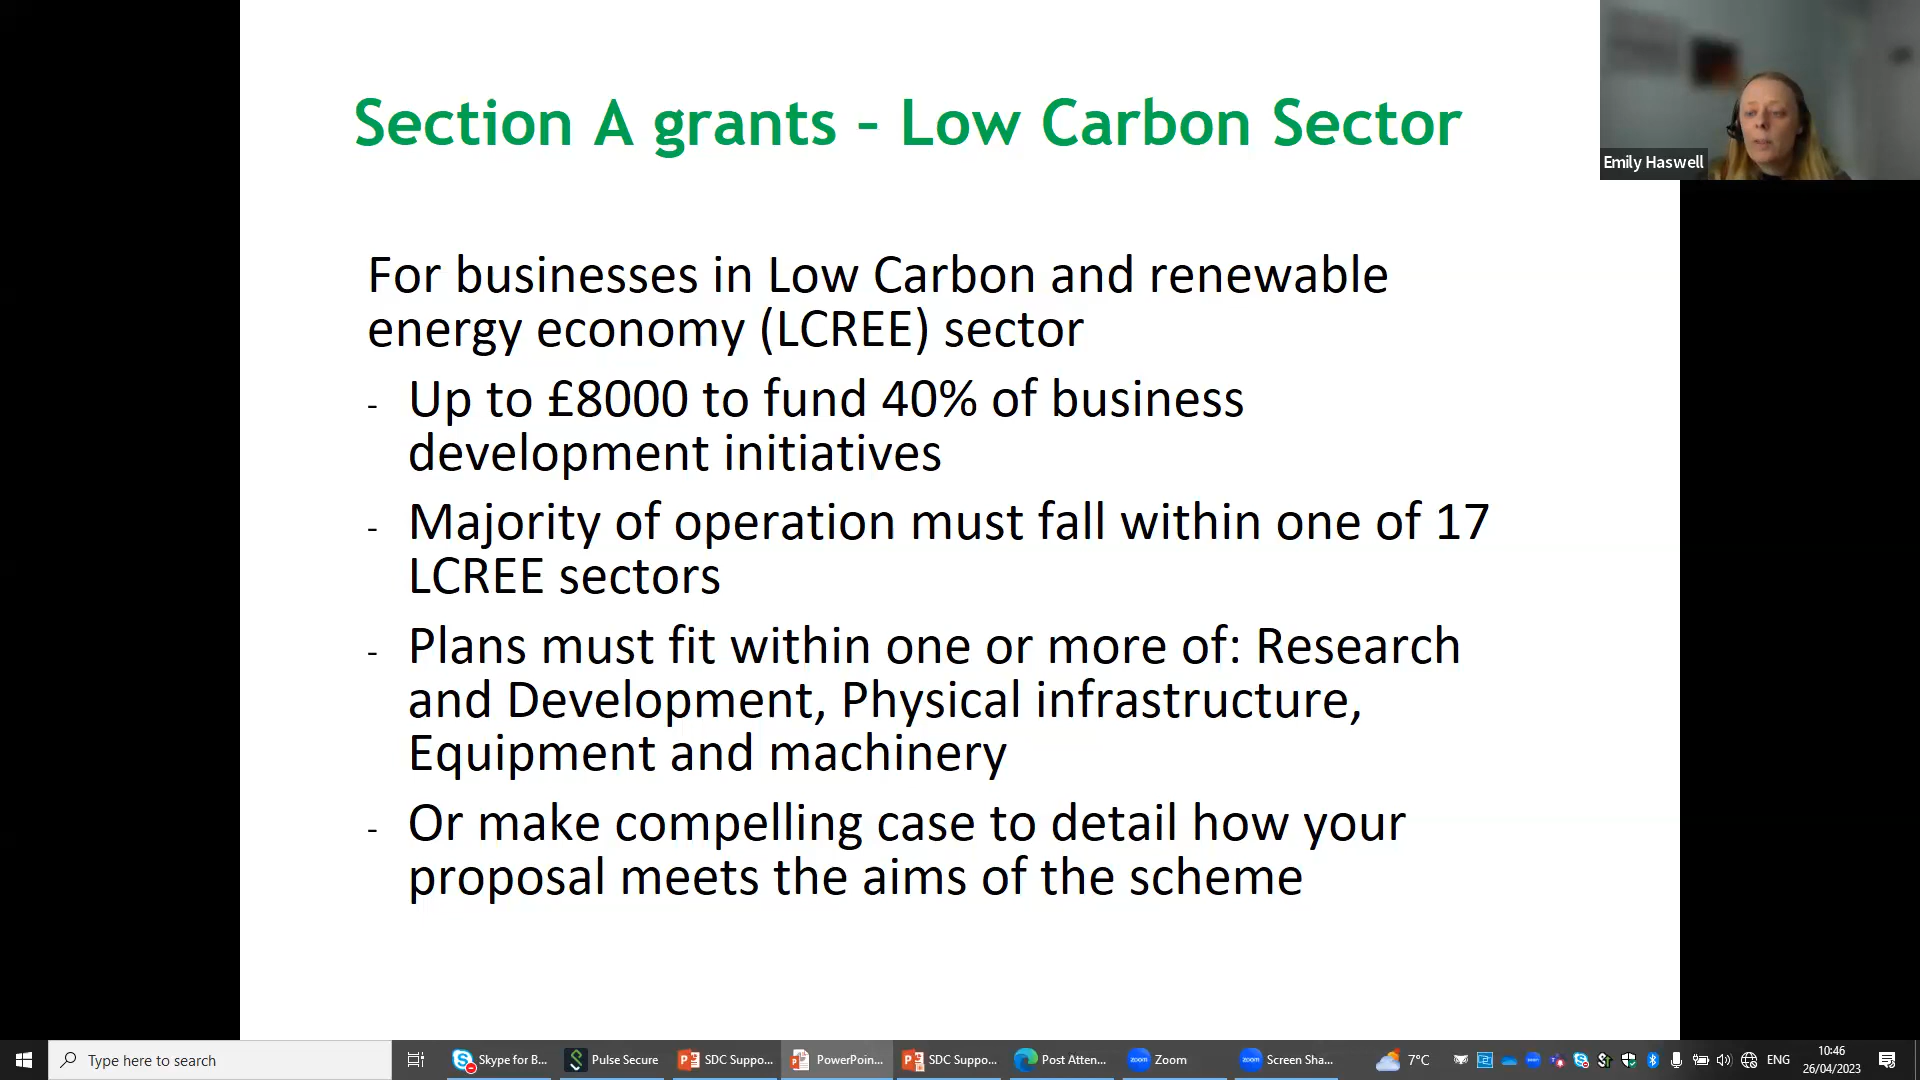 Section A grants – Low Carbon Sector
Emily Haswell
For businesses in Low Carbon and renewable
energy economy (LCREE) sector
- Up to £8000 to fund 40% of business
development initiatives
- Majority of operation must fall within one of 17
LCREE sectors
- Plans must fit within one or more of: Research
and Development, Physical infrastructure,
Equipment and machinery
- Or make compelling case to detail how your
proposal meets the aims of the scheme
Type here to search
Skype for B...
Pulse Secure
SDC Suppo...
PowerPoin...
SDC Suppo...
Post Atten...
zoom Zoom
zoom Screen Sha...
7°C
ENG
10:46
26/04/2023